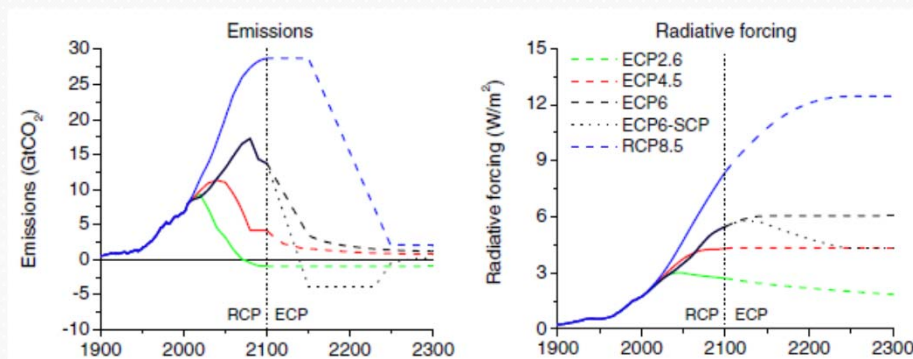 Emissions
Emissions (GtCO₂)
30
25
20
15
10
5
0
-5
-10
RCP ECP
1900 2000 2100 2200 2300
Radiative forcing
Radiative forcing (W/m²)
15
12
9
6
3
0
ECP2.6
ECP4.5
ECP6
ECP6-SCP
RCP8.5
RCP ECP
1900 2000 2100 2200 2300